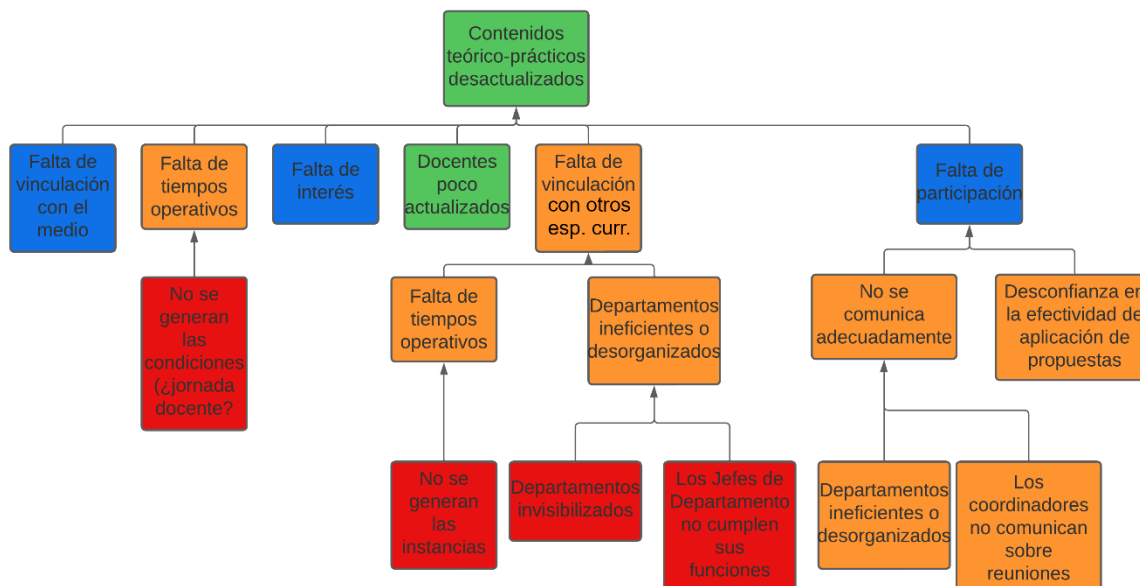 Contenidos
teórico-prácticos
desactualizados
Falta de
vinculación
con el
medio
Falta de
tiempos
operativos
Falta de
interés
Docentes
poco
actualizados
Falta de
vinculación
con otros
esp. curr.
Falta de
participación
No se
generan
las
condiciones
(¿jornada
docente?
Falta de
tiempos
operativos
Departamentos
ineficientes o
desorganizados
No se
comunica
adecuadamente
Desconfianza en
la efectividad de
aplicación de
propuestas
No se
generan
las
instancias
Departamentos
invisibilizados
Los Jefes de
Departamento
no cumplen
sus
funciones
Departamentos
ineficientes o
desorganizados
Los
coordinadores
no comunican
sobre
reuniones